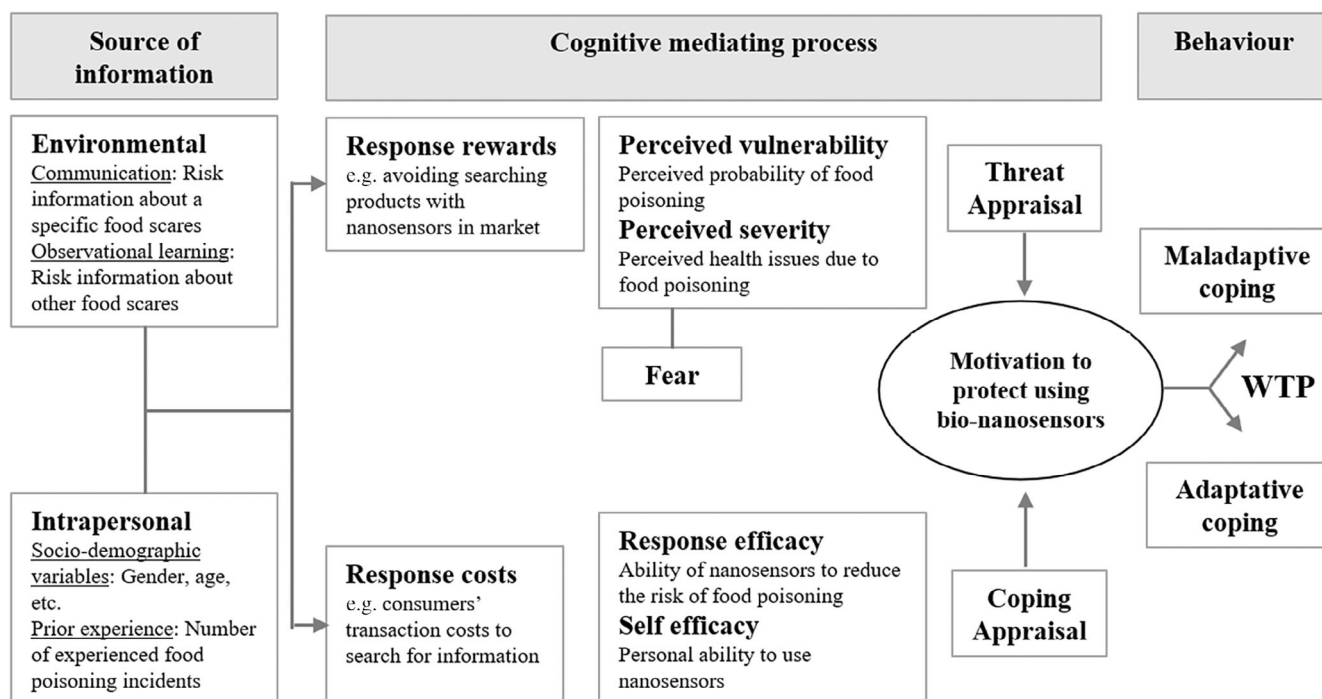 Source of
information
Cognitive mediating process
Behaviour
Environmental
Communication: Risk
information about a
specific food scares
Observational learning:
Risk information about
other food scares
Intrapersonal
Socio-demographic
variables: Gender, age,
etc.
Prior experience: Number
of experienced food
poisoning incidents
Response rewards
e.g. avoiding searching
products with
nanosensors in market
Response costs
e.g. consumers’
transaction costs to
search for information
Perceived vulnerability
Perceived probability of food
poisoning
Perceived severity
Perceived health issues due to
food poisoning
Fear
Response efficacy
Ability of nanosensors to reduce
the risk of food poisoning
Self efficacy
Personal ability to use
nanosensors
Threat
Appraisal
Motivation to
protect using
bio-nanosensors
Coping
Appraisal
Maladaptive
coping
WTP
Adaptative
coping